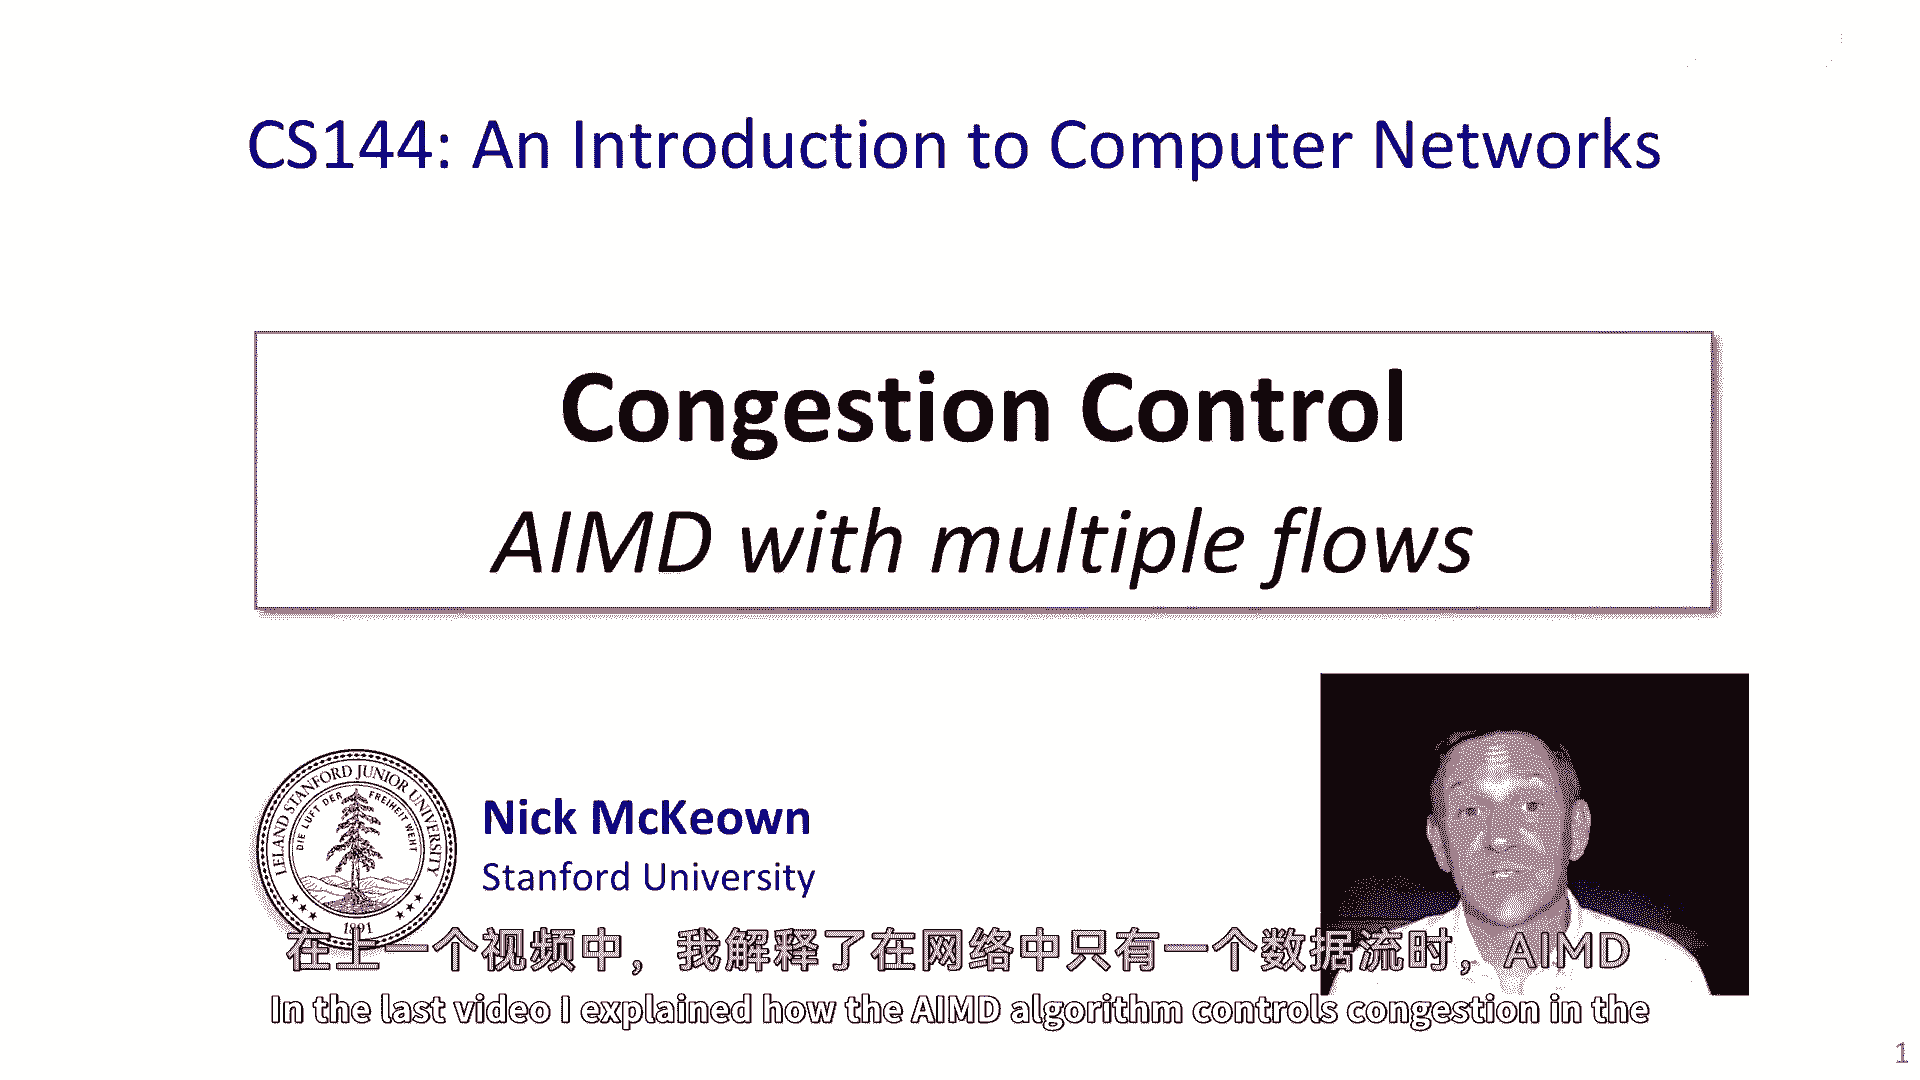 CS144: An Introduction to Computer Networks
Congestion Control
AIMD with multiple flows
LELAND STANFORD JUNIOR UNIVERSITY
DIE LUFT DER FREIHEIT WEHT
1891
Nick McKeown
Stanford University
在上一个视频中，我解释了在网络中只有一个数据流时，AIMD
In the last video I explained how the AIMD algorithm controls congestion in the
1